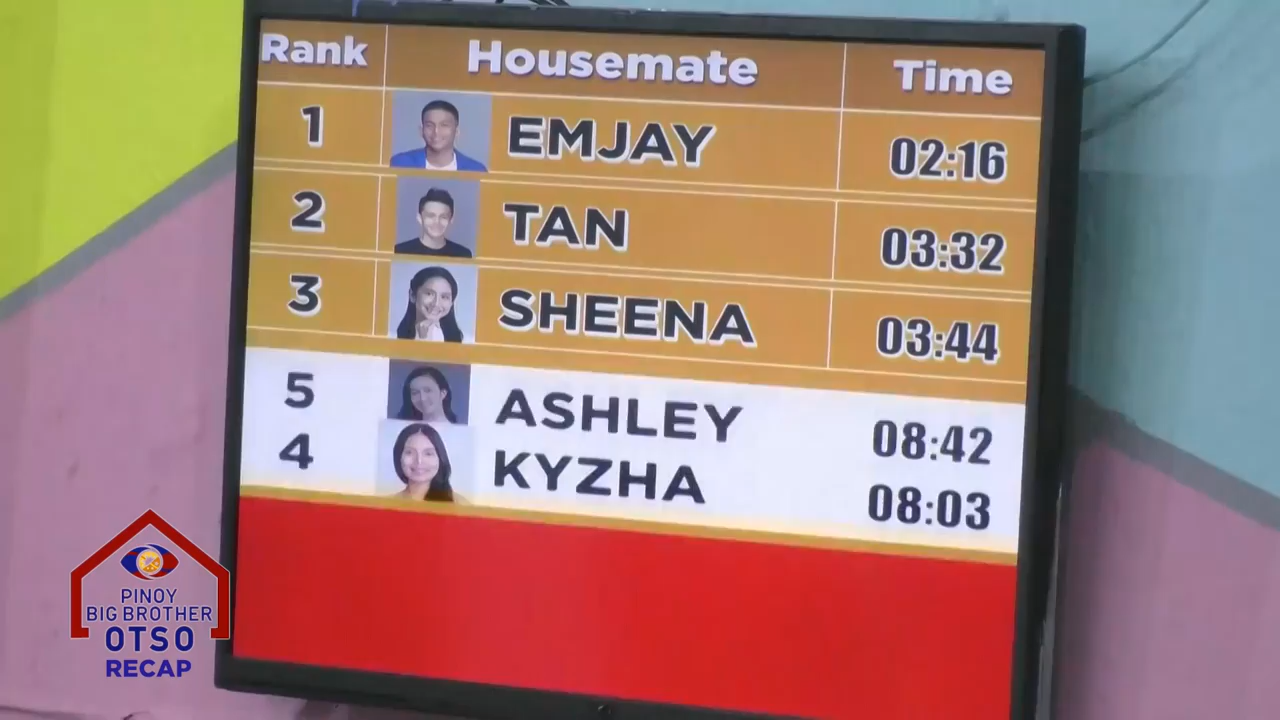 Rank Housemate Time
1 EMJAY 02:16
2 TAN 03:32
3 SHEENA 03:44
5 ASHLEY 08:42
4 KYZHA 08:03
PINOY
BIG BROTHER
OTSO
RECAP